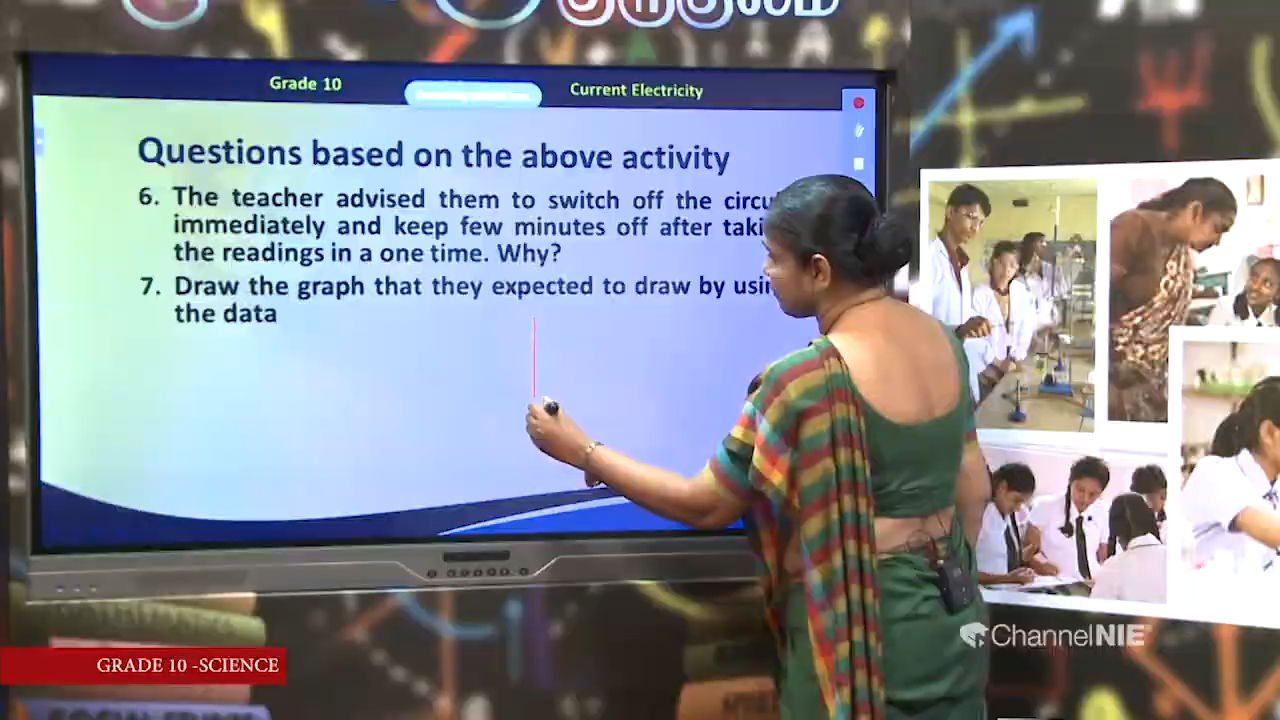 Grade 10
Current Electricity
Questions based on the above activity
6. The teacher advised them to switch off the circu
immediately and keep few minutes off after taki
the readings in a one time. Why?
7. Draw the graph that they expected to draw by usin
the data
ChannelNIE
GRADE 10 -SCIENCE